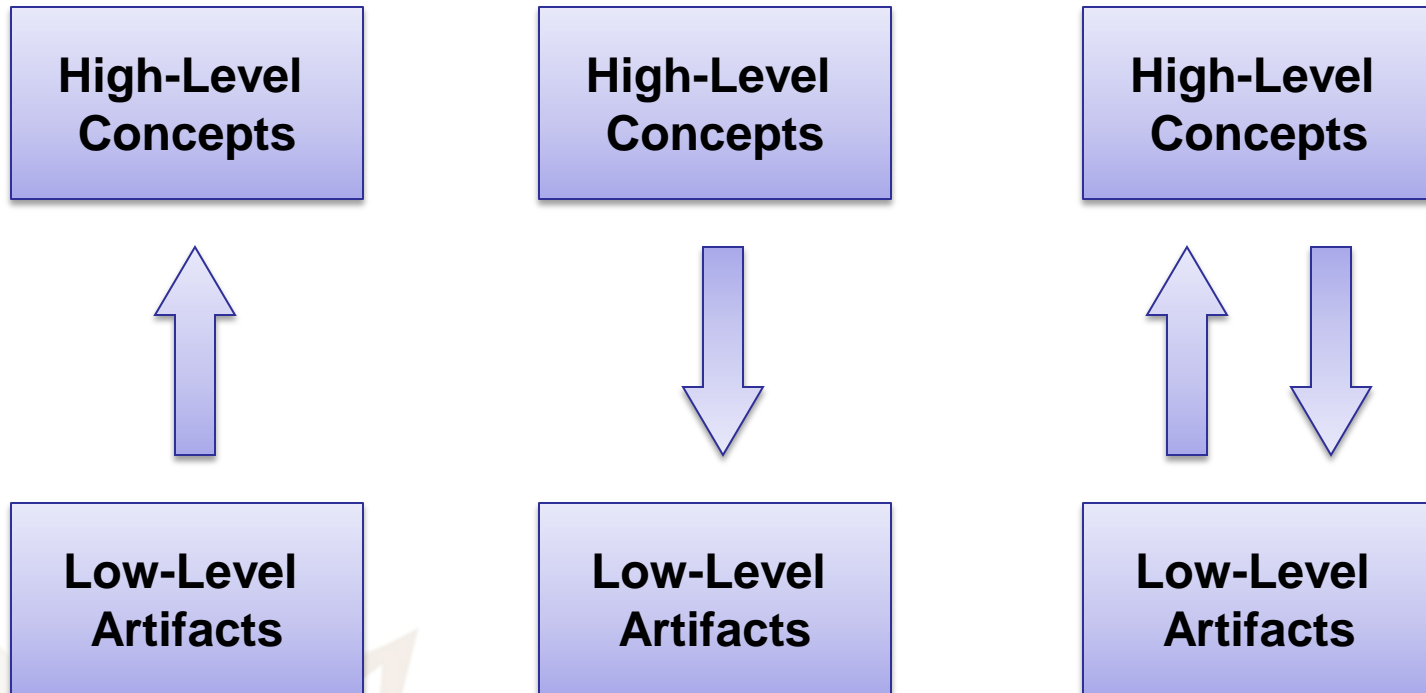 High-Level
Concepts
High-Level
Concepts
High-Level
Concepts
Low-Level
Artifacts
Low-Level
Artifacts
Low-Level
Artifacts